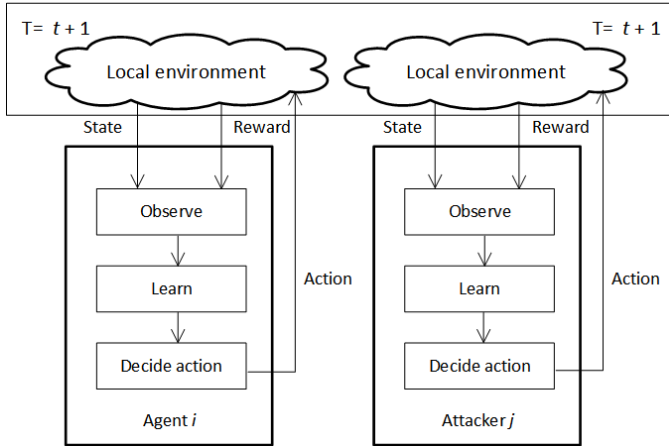 T= t + 1
T= t + 1
Local environment
Local environment
State
Reward
State
Reward
Observe
Observe
Learn
Action
Learn
Action
Decide action
Decide action
Agent i
Attacker j